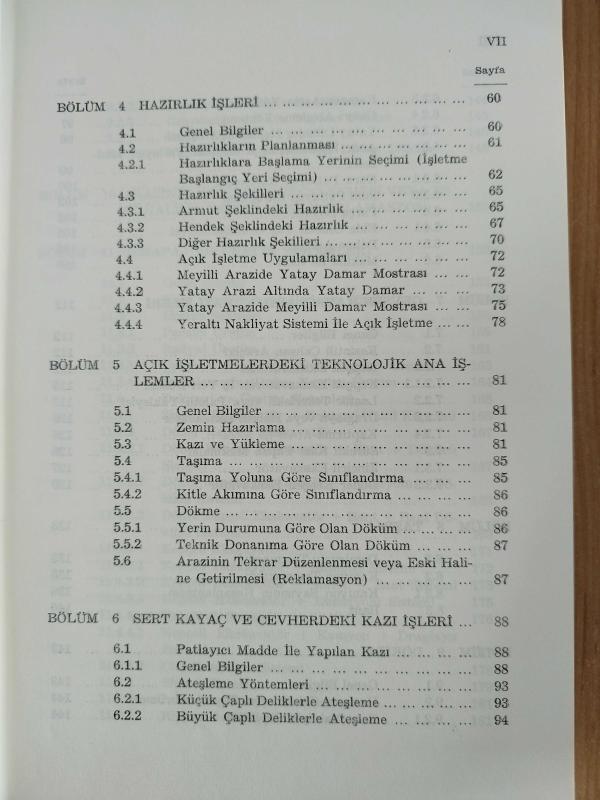 VII
Sayfa
BÖLÜM 4 HAZIRLIK İŞLERİ ... ... ... ... ... ... ... ... ... ... ... ... 60
4.1 Genel Bilgiler ... ... ... ... ... ... ... ... ... ... ... 60
4.2 Hazırlıkların Planlanması ... ... ... ... ... ... ... 61
4.2.1 Hazırlıklara Başlama Yerinin Seçimi (İşletme
Başlangıç Yeri Seçimi) ... ... ... ... ... ... ... ... 62
4.3 Hazırlık Şekilleri ... ... ... ... ... ... ... ... ... ... 65
4.3.1 Armut Şeklindeki Hazırlık ... ... ... ... ... ... ... 65
4.3.2 Hendek Şeklindeki Hazırlık ... ... ... ... ... ... 67
4.3.3 Diğer Hazırlık Şekilleri ... ... ... ... ... ... ... ... 70
4.4 Açık İşletme Uygulamaları ... ... ... ... ... ... 72
4.4.1 Meyilli Arazide Yatay Damar Mostrası ... ... ... 72
4.4.2 Yatay Arazi Altında Yatay Damar ... ... ... ... 73
4.4.3 Yatay Arazide Meyilli Damar Mostrası ... ... ... 75
4.4.4 Yeraltı Nakliyat Sistemi İle Açık İşletme ... ... 78
BÖLÜM 5 AÇIK İŞLETMELERDEKİ TEKNOLOJİK ANA İŞ-
LEMLER ... ... ... ... ... ... ... ... ... ... ... ... ... ... 81
5.1 Genel Bilgiler ... ... ... ... ... ... ... ... ... ... ... 81
5.2 Zemin Hazırlama ... ... ... ... ... ... ... ... ... 81
5.3 Kazı ve Yükleme ... ... ... ... ... ... ... ... ... 81
5.4 Taşıma ... ... ... ... ... ... ... ... ... ... ... ... ... 85
5.4.1 Taşıma Yoluna Göre Sınıflandırma ... ... ... ... 85
5.4.2 Kitle Akımına Göre Sınıflandırma ... ... ... ... 86
5.5 Dökme ... ... ... ... ... ... ... ... ... ... ... ... ... 86
5.5.1 Yerin Durumuna Göre Olan Döküm ... ... ... ... 86
5.5.2 Teknik Donanıma Göre Olan Döküm ... ... ... 87
5.6 Arazinin Tekrar Düzenlenmesi veya Eski Hali-
ne Getirilmesi (Reklamasyon) ... ... ... ... ... 87
BÖLÜM 6 SERT KAYAÇ VE CEVHERDEKİ KAZI İŞLERİ ... 88
6.1 Patlayıcı Madde İle Yapılan Kazı ... ... ... ... 88
6.1.1 Genel Bilgiler ... ... ... ... ... ... ... ... ... ... ... 88
6.2 Ateşleme Yöntemleri ... ... ... ... ... ... ... ... 93
6.2.1 Küçük Çaplı Deliklerle Ateşleme ... ... ... ... ... 93
6.2.2 Büyük Çaplı Deliklerle Ateşleme ... ... ... ... 94